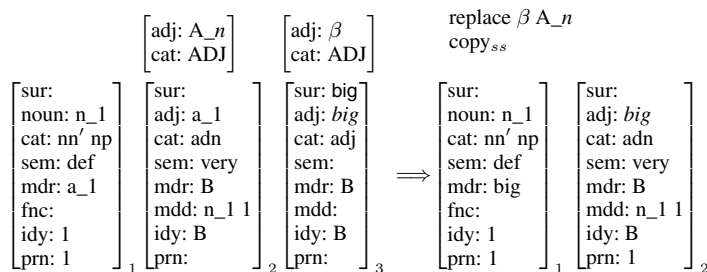 adj: A_n
cat: ADJ
adj: β
cat: ADJ
replace β A_n
copy_ss
sur:
noun: n_1
cat: nn′ np
sem: def
mdr: a_1
fnc:
idy: 1
prn: 1
1
sur:
adj: a_1
cat: adn
sem: very
mdr: B
mdd: n_1 1
idy: B
prn:
2
sur: big
adj: big
cat: adj
sem:
mdr: B
mdd:
idy: B
prn:
3
⟹
sur:
noun: n_1
cat: nn′ np
sem: def
mdr: big
fnc:
idy: 1
prn: 1
1
sur:
adj: big
cat: adn
sem: very
mdr: B
mdd: n_1 1
idy: B
prn: 1
2